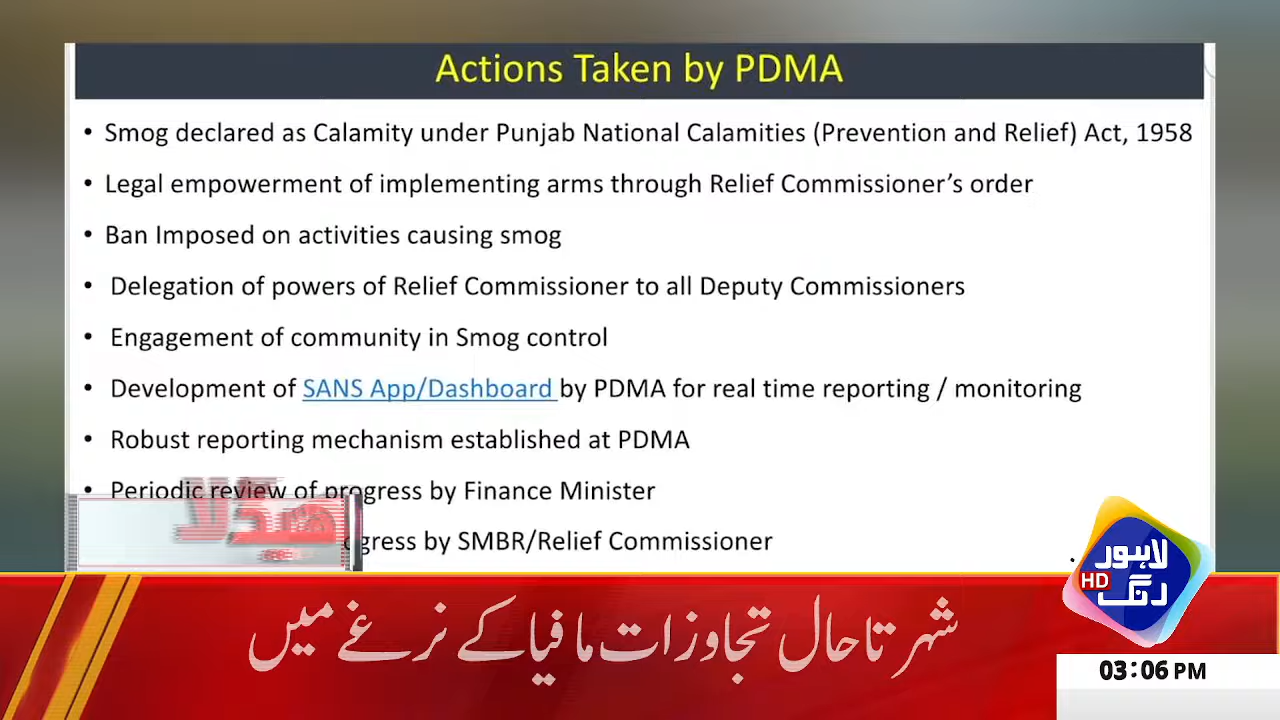 Actions Taken by PDMA
• Smog declared as Calamity under Punjab National Calamities (Prevention and Relief) Act, 1958
• Legal empowerment of implementing arms through Relief Commissioner’s order
• Ban Imposed on activities causing smog
• Delegation of powers of Relief Commissioner to all Deputy Commissioners
• Engagement of community in Smog control
• Development of SANS App/Dashboard by PDMA for real time reporting / monitoring
• Robust reporting mechanism established at PDMA
• Periodic review of progress by Finance Minister
by SMBR/Relief Commissioner
لاہور
HD
رنگ
شہر تاحال تجاوزات مافیا کے نرغے میں
03:06 PM